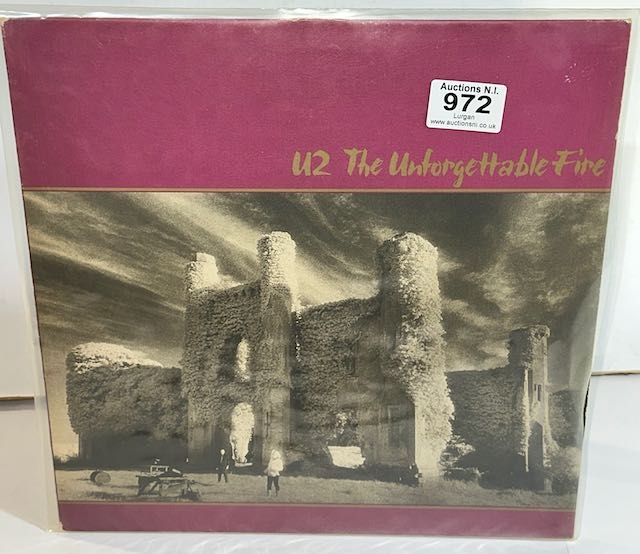 Auctions N.I.
972
Lurgan
www.auctionsni.co.uk
U2 The Unforgettable Fire